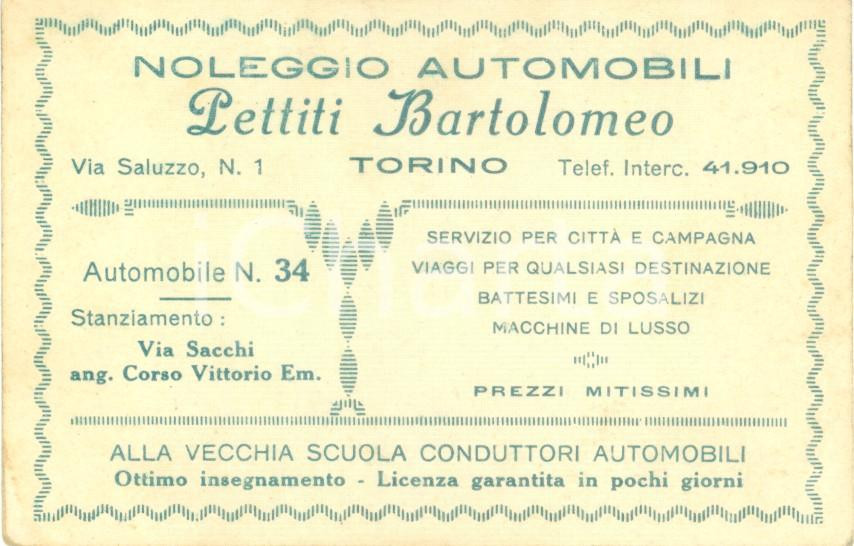 NOLEGGIO AUTOMOBILI
Pettiti Bartolomeo
Via Saluzzo, N. 1 TORINO Telef. Interc. 41.910
Automobile N. 34
Stanziamento :
Via Sacchi
ang. Corso Vittorio Em.
SERVIZIO PER CITTÀ E CAMPAGNA
VIAGGI PER QUALSIASI DESTINAZIONE
BATTESIMI E SPOSALIZI
MACCHINE DI LUSSO
PREZZI MITISSIMI
ALLA VECCHIA SCUOLA CONDUTTORI AUTOMOBILI
Ottimo insegnamento - Licenza garantita in pochi giorni